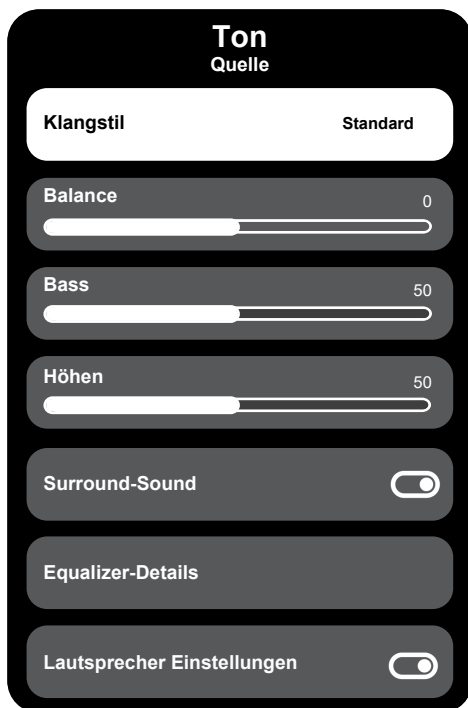 Ton
Quelle
Klangstil Standard
Balance 0
Bass 50
Höhen 50
Surround-Sound
Equalizer-Details
Lautsprecher Einstellungen